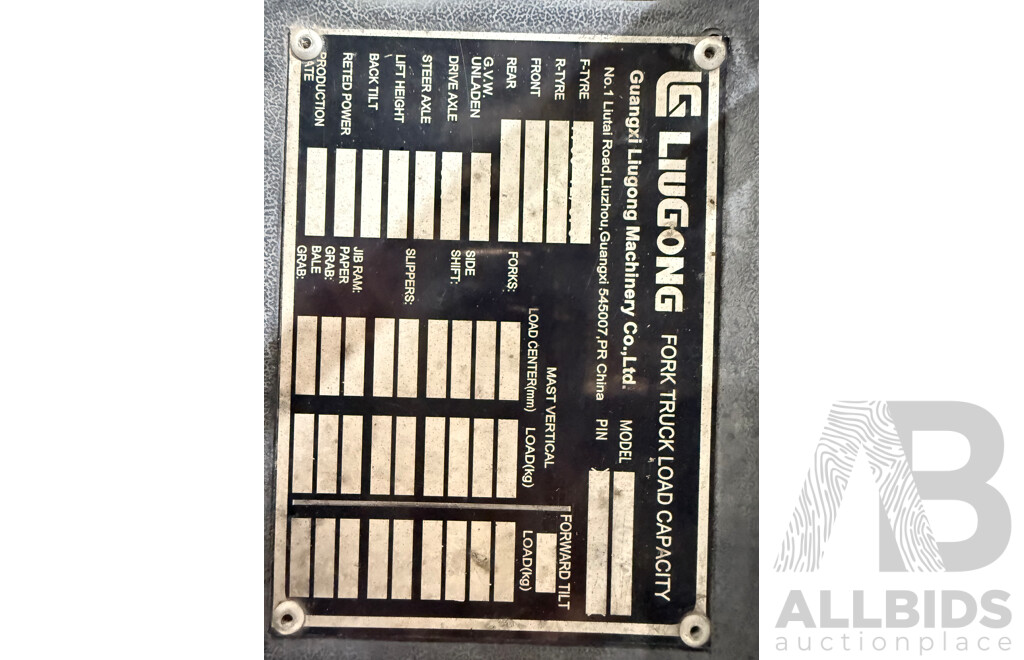 LIUGONG FORK TRUCK LOAD CAPACITY
Guangxi Liugong Machinery Co.,Ltd. MODEL
No.1 Liutai Road,Liuzhou,Guangxi 545007,PR China PIN
F-TYRE
R-TYRE
FRONT
REAR
G.V.W.
UNLADEN
DRIVE AXLE
STEER AXLE
LIFT HEIGHT
BACK TILT
RETED POWER
PRODUCTION
MAST VERTICAL
FORWARD TILT
LOAD CENTER(mm) LOAD(kg) LOAD(kg)
FORKS:
SIDE
SHIFT:
SLIPPERS:
JIB RAM:
PAPER
GRAB:
BALE
GRAB:
AB
ALLBIDS
auctionplace